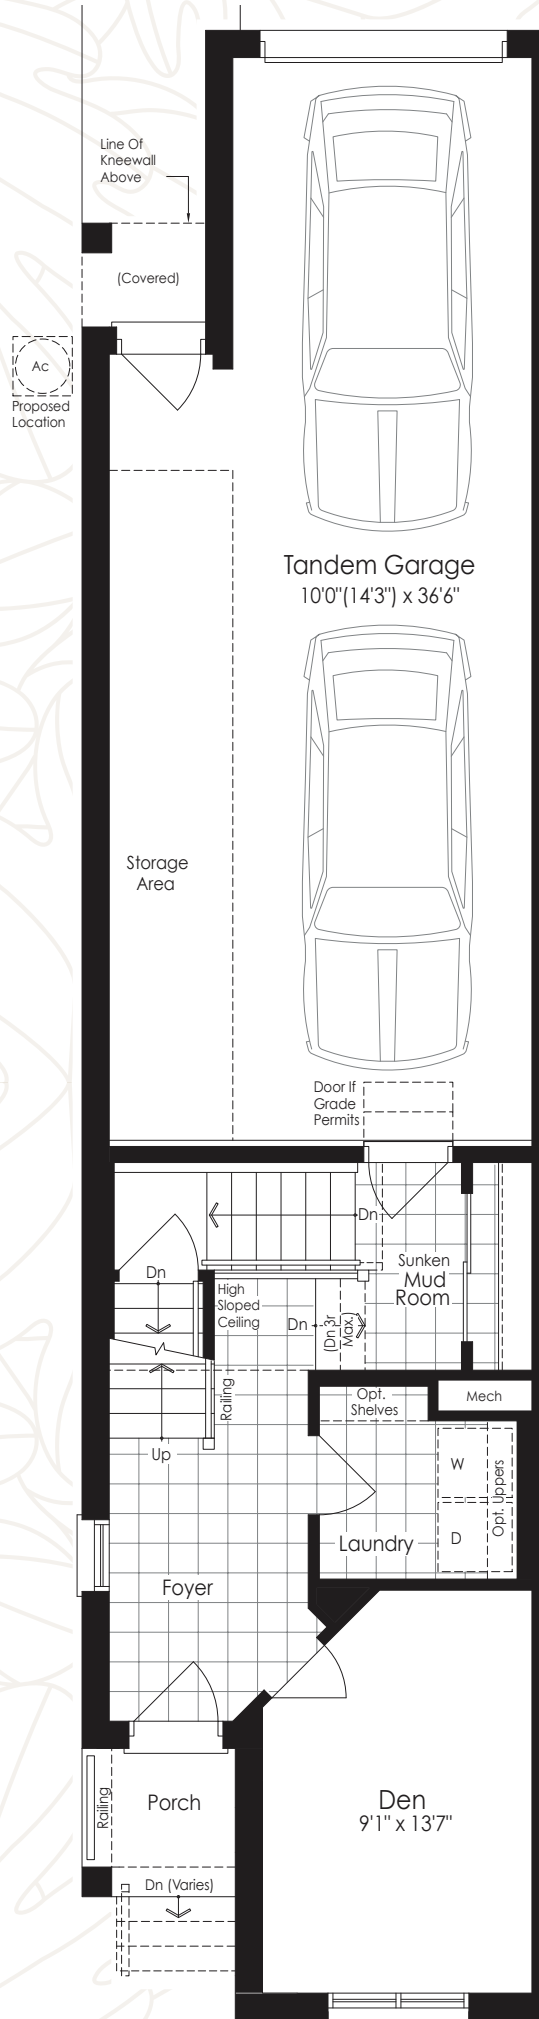 Line Of
Kneewall
Above
(Covered)
Ac
Proposed
Location
Tandem Garage
10'0"(14'3") x 36'6"
Storage
Area
Door If
Grade
Permits
Dn
Sunken
Mud
Room
Dn
High
Sloped
Ceiling
Dn
(Dn 3r
Max.)
Railing
Opt.
Shelves
Mech
Up
W
Opt. Uppers
D
Laundry
Foyer
Railing
Porch
Den
9'1" x 13'7"
Dn (Varies)